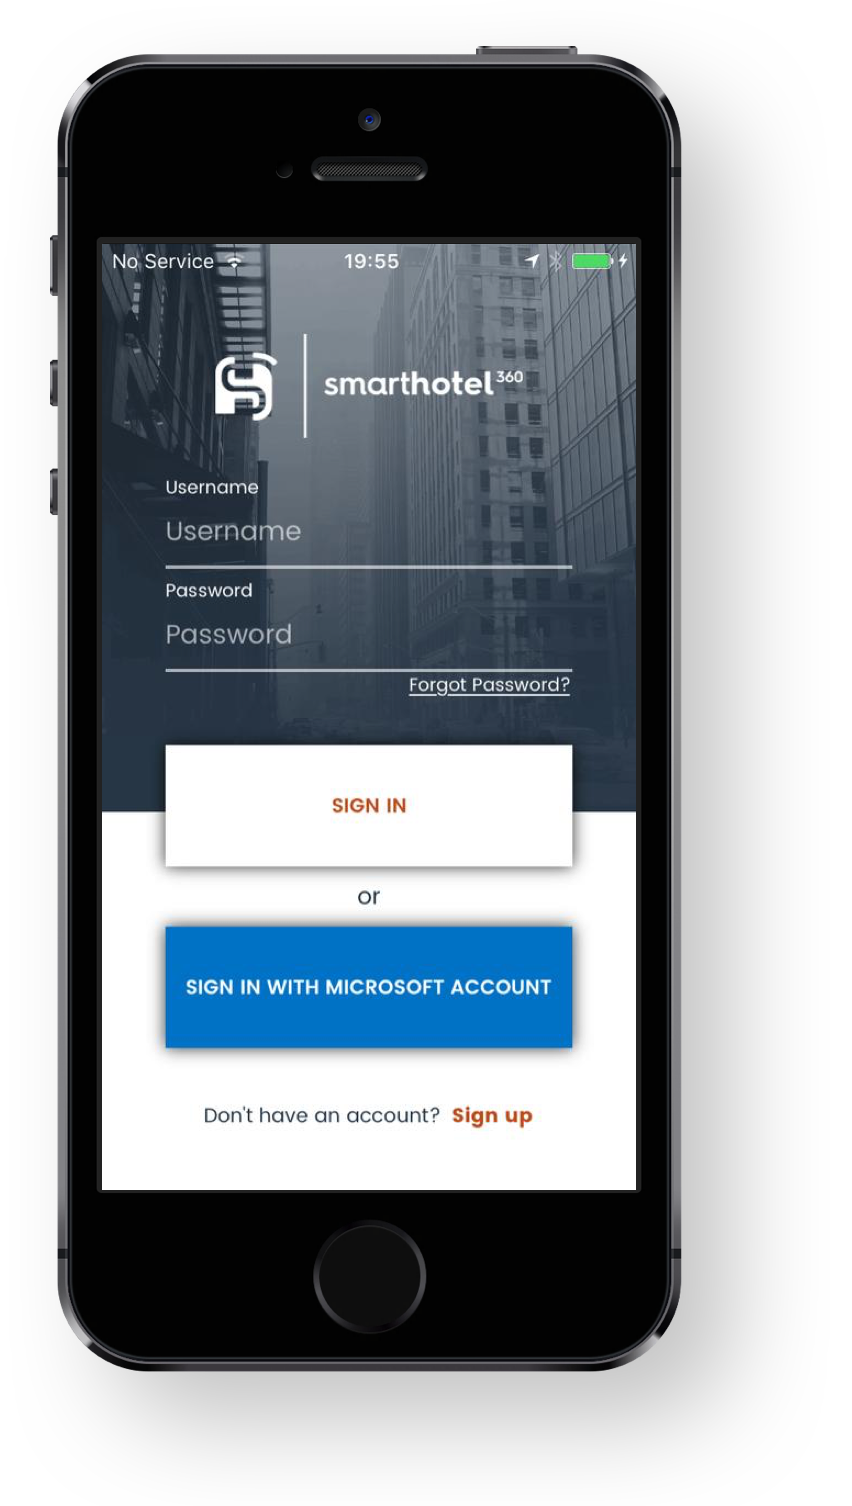 No Service 19:55
smarthotel360
Username
Username
Password
Password
Forgot Password?
SIGN IN
or
SIGN IN WITH MICROSOFT ACCOUNT
Don't have an account? Sign up